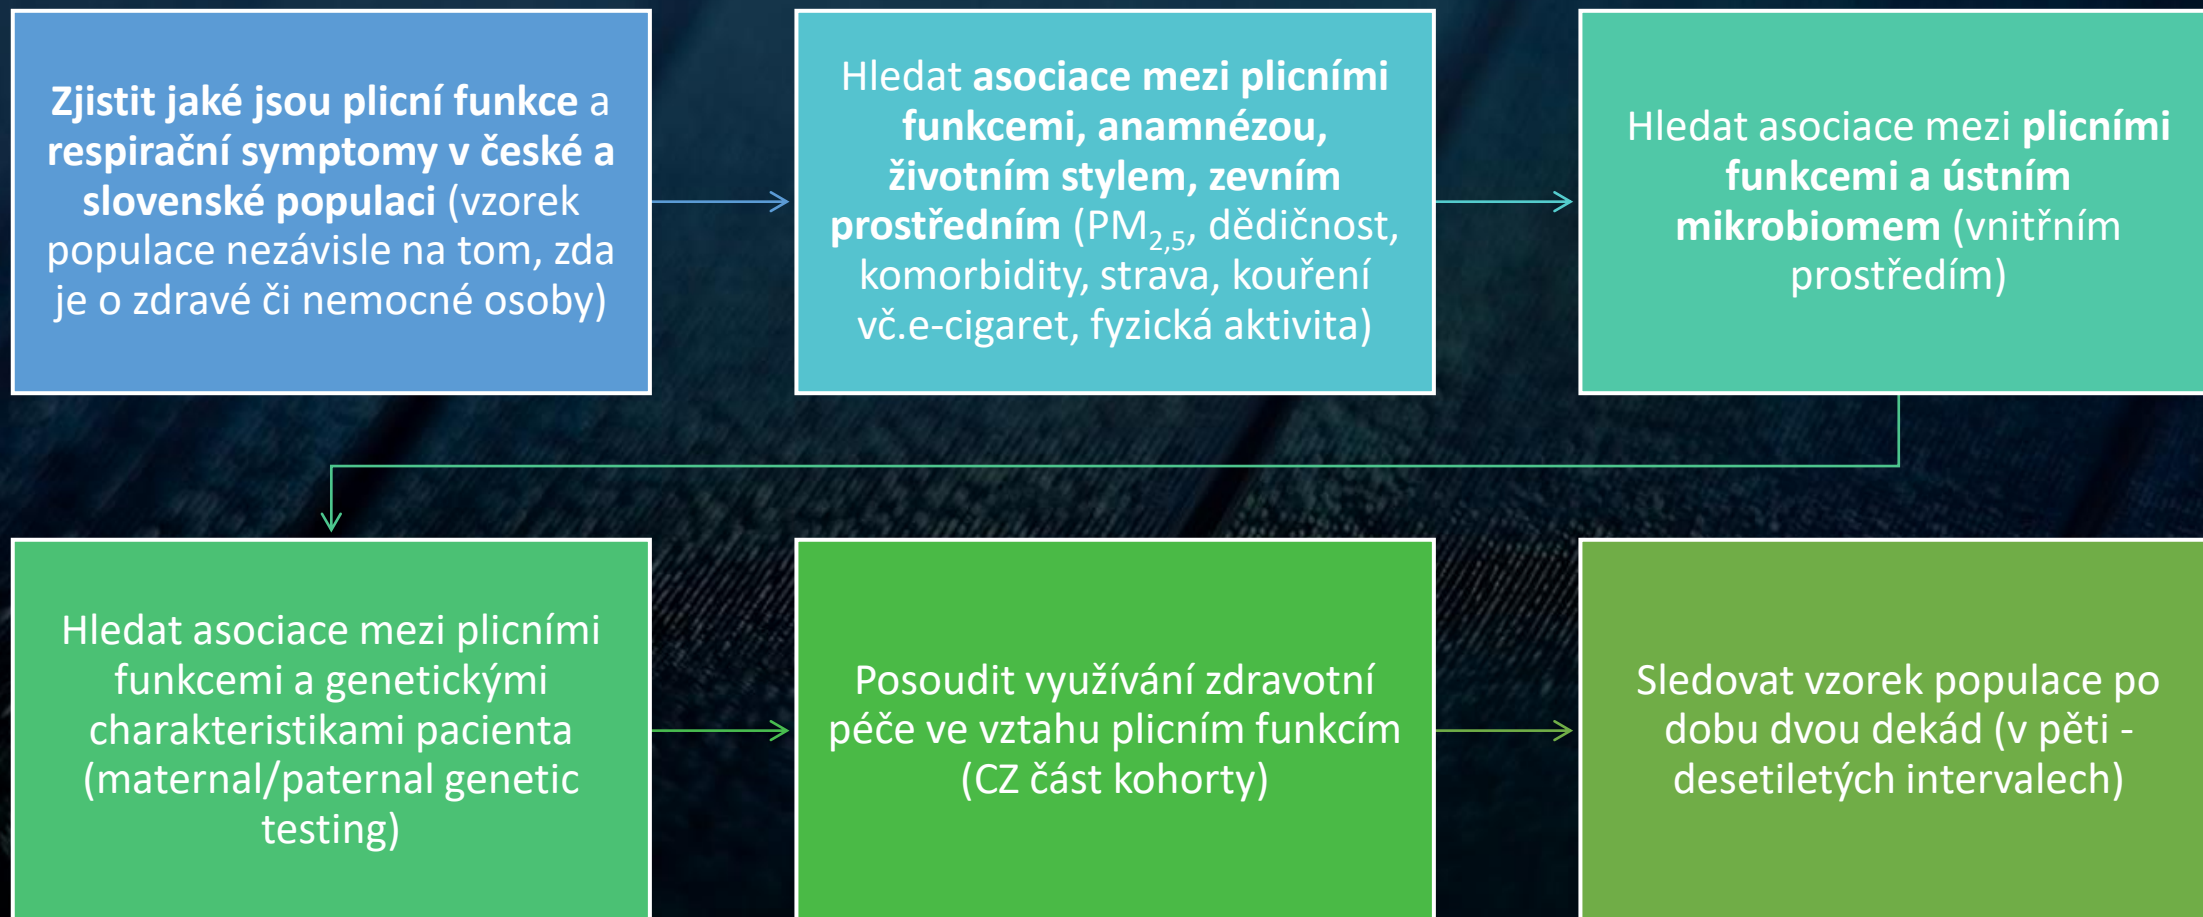 Zjistit jaké jsou plicní funkce a
respirační symptomy v české a
slovenské populaci (vzorek
populace nezávisle na tom, zda
je o zdravé či nemocné osoby)
Hledat asociace mezi plicními
funkcemi, anamnézou,
životním stylem, zevním
prostředním (PM2,5, dědičnost,
komorbidity, strava, kouření
vč.e-cigaret, fyzická aktivita)
Hledat asociace mezi plicními
funkcemi a ústním
mikrobiomem (vnitřním
prostředím)
Hledat asociace mezi plicními
funkcemi a genetickými
charakteristikami pacienta
(maternal/paternal genetic
testing)
Posoudit využívání zdravotní
péče ve vztahu plicním funkcím
(CZ část kohorty)
Sledovat vzorek populace po
dobu dvou dekád (v pěti -
desetiletých intervalech)